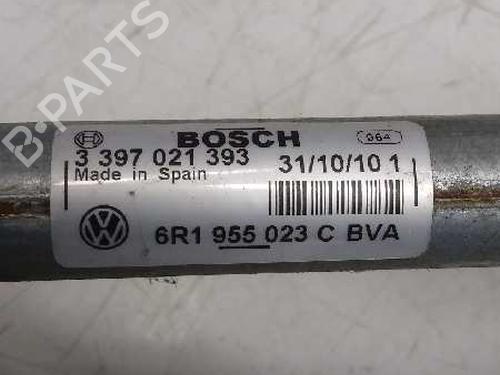 BOSCH
064
3 397 021 393
31/10/10 1
Made in Spain
6R1 955 023 C BVA
B-PARTS